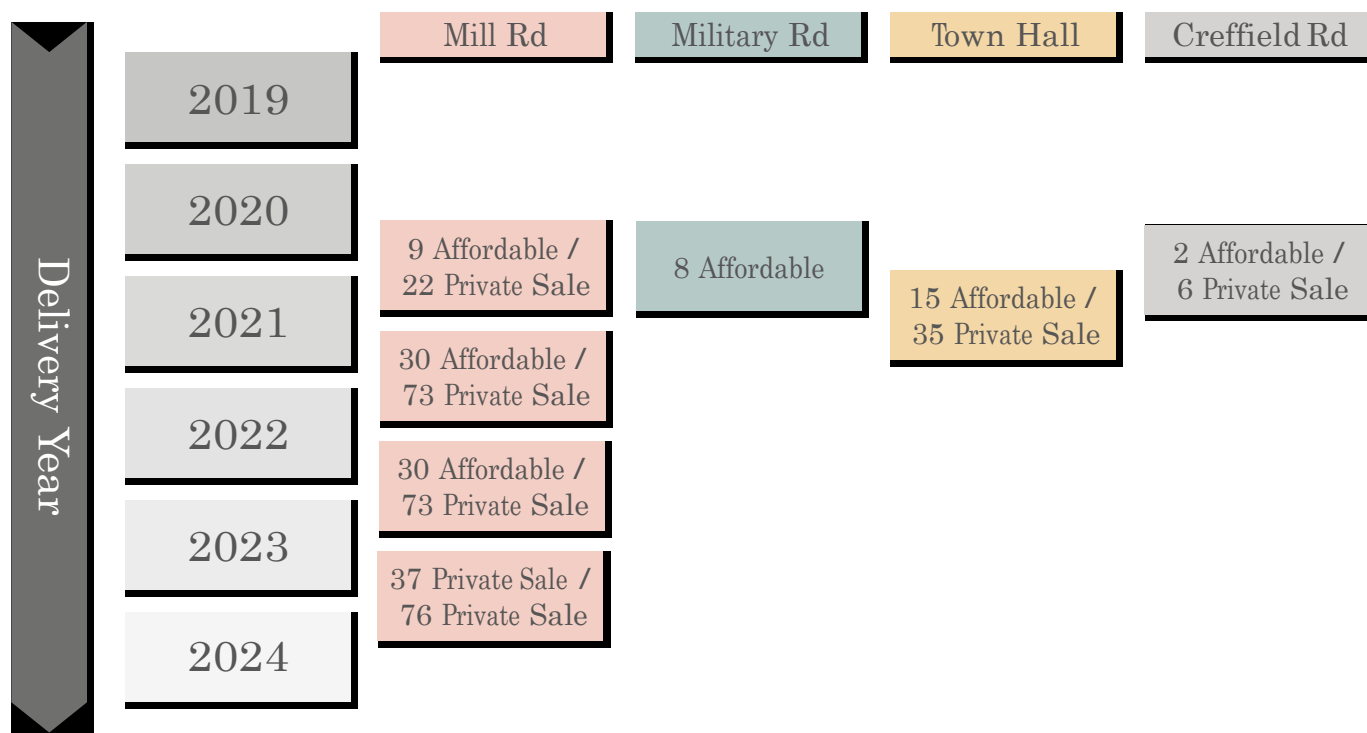 Delivery Year
Mill Rd
Military Rd
Town Hall
Creffield Rd
2019
2020
2021
2022
2023
2024
9 Affordable /
22 Private Sale
30 Affordable /
73 Private Sale
30 Affordable /
73 Private Sale
37 Private Sale /
76 Private Sale
8 Affordable
15 Affordable /
35 Private Sale
2 Affordable /
6 Private Sale